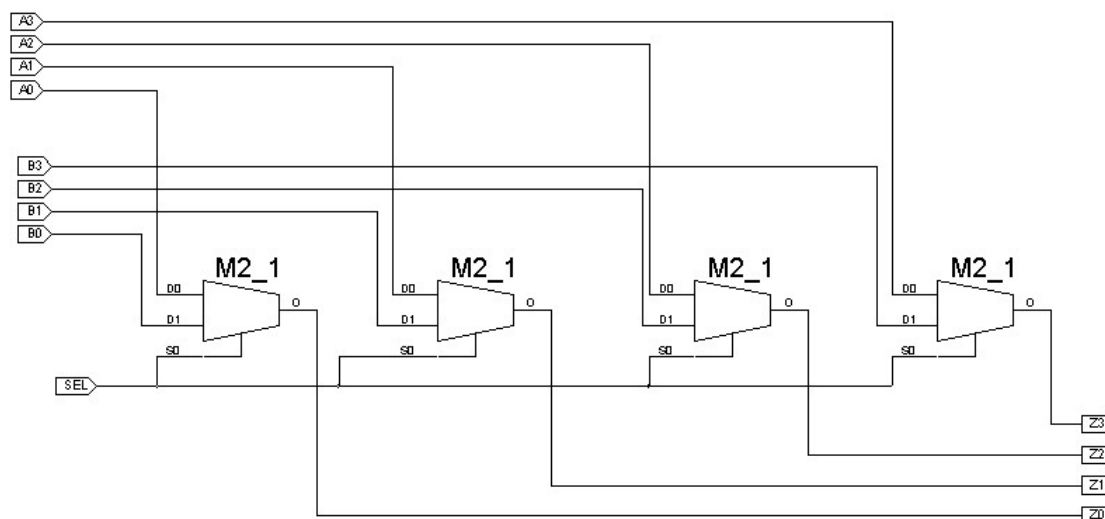 A3
A2
A1
A0
B3
B2
B1
B0
M2_1 M2_1 M2_1 M2_1
D0 D0 D0 D0
O O O O
D1 D1 D1 D1
S0 S0 S0 S0
SEL
Z3
Z2
Z1
Z0